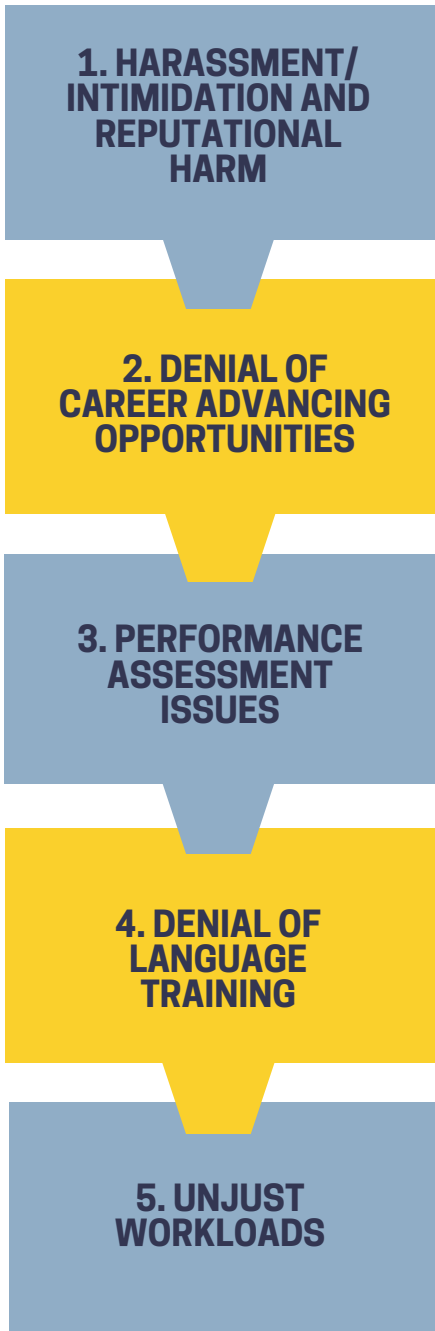 1. HARASSMENT/
INTIMIDATION AND
REPUTATIONAL
HARM
2. DENIAL OF
CAREER ADVANCING
OPPORTUNITIES
3. PERFORMANCE
ASSESSMENT
ISSUES
4. DENIAL OF
LANGUAGE
TRAINING
5. UNJUST
WORKLOADS